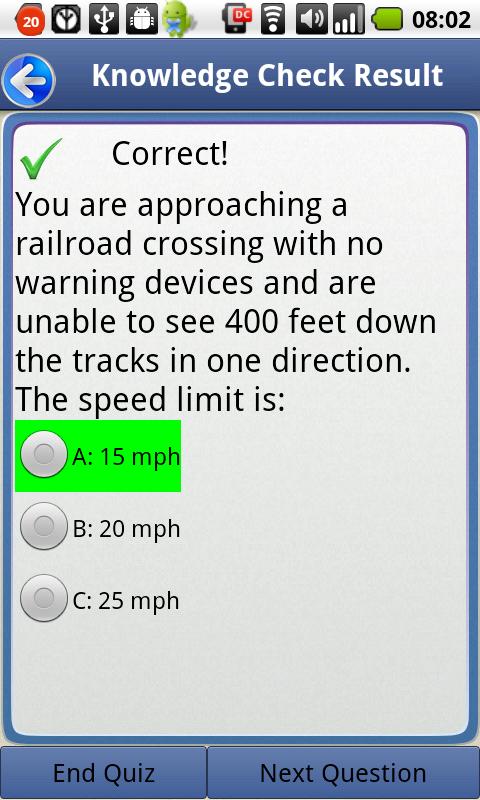 20 DC 08:02
Knowledge Check Result
Correct!
You are approaching a
railroad crossing with no
warning devices and are
unable to see 400 feet down
the tracks in one direction.
The speed limit is:
A: 15 mph
B: 20 mph
C: 25 mph
End Quiz Next Question